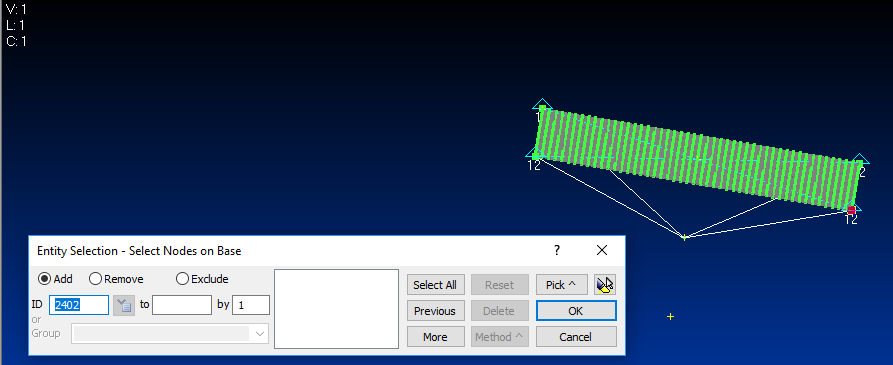 V: 1
L: 1
C: 1
1
12
2
12
Entity Selection - Select Nodes on Base
? X
Add Remove Exclude
ID 2402 to by 1
or
Group
Select All Reset Pick ^
Previous Delete OK
More Method ^ Cancel